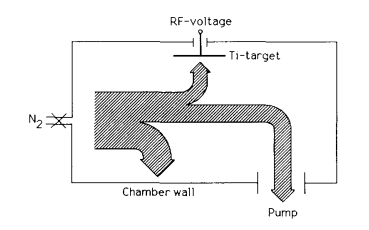 RF-voltage
Ti-target
N2
Chamber wall
Pump